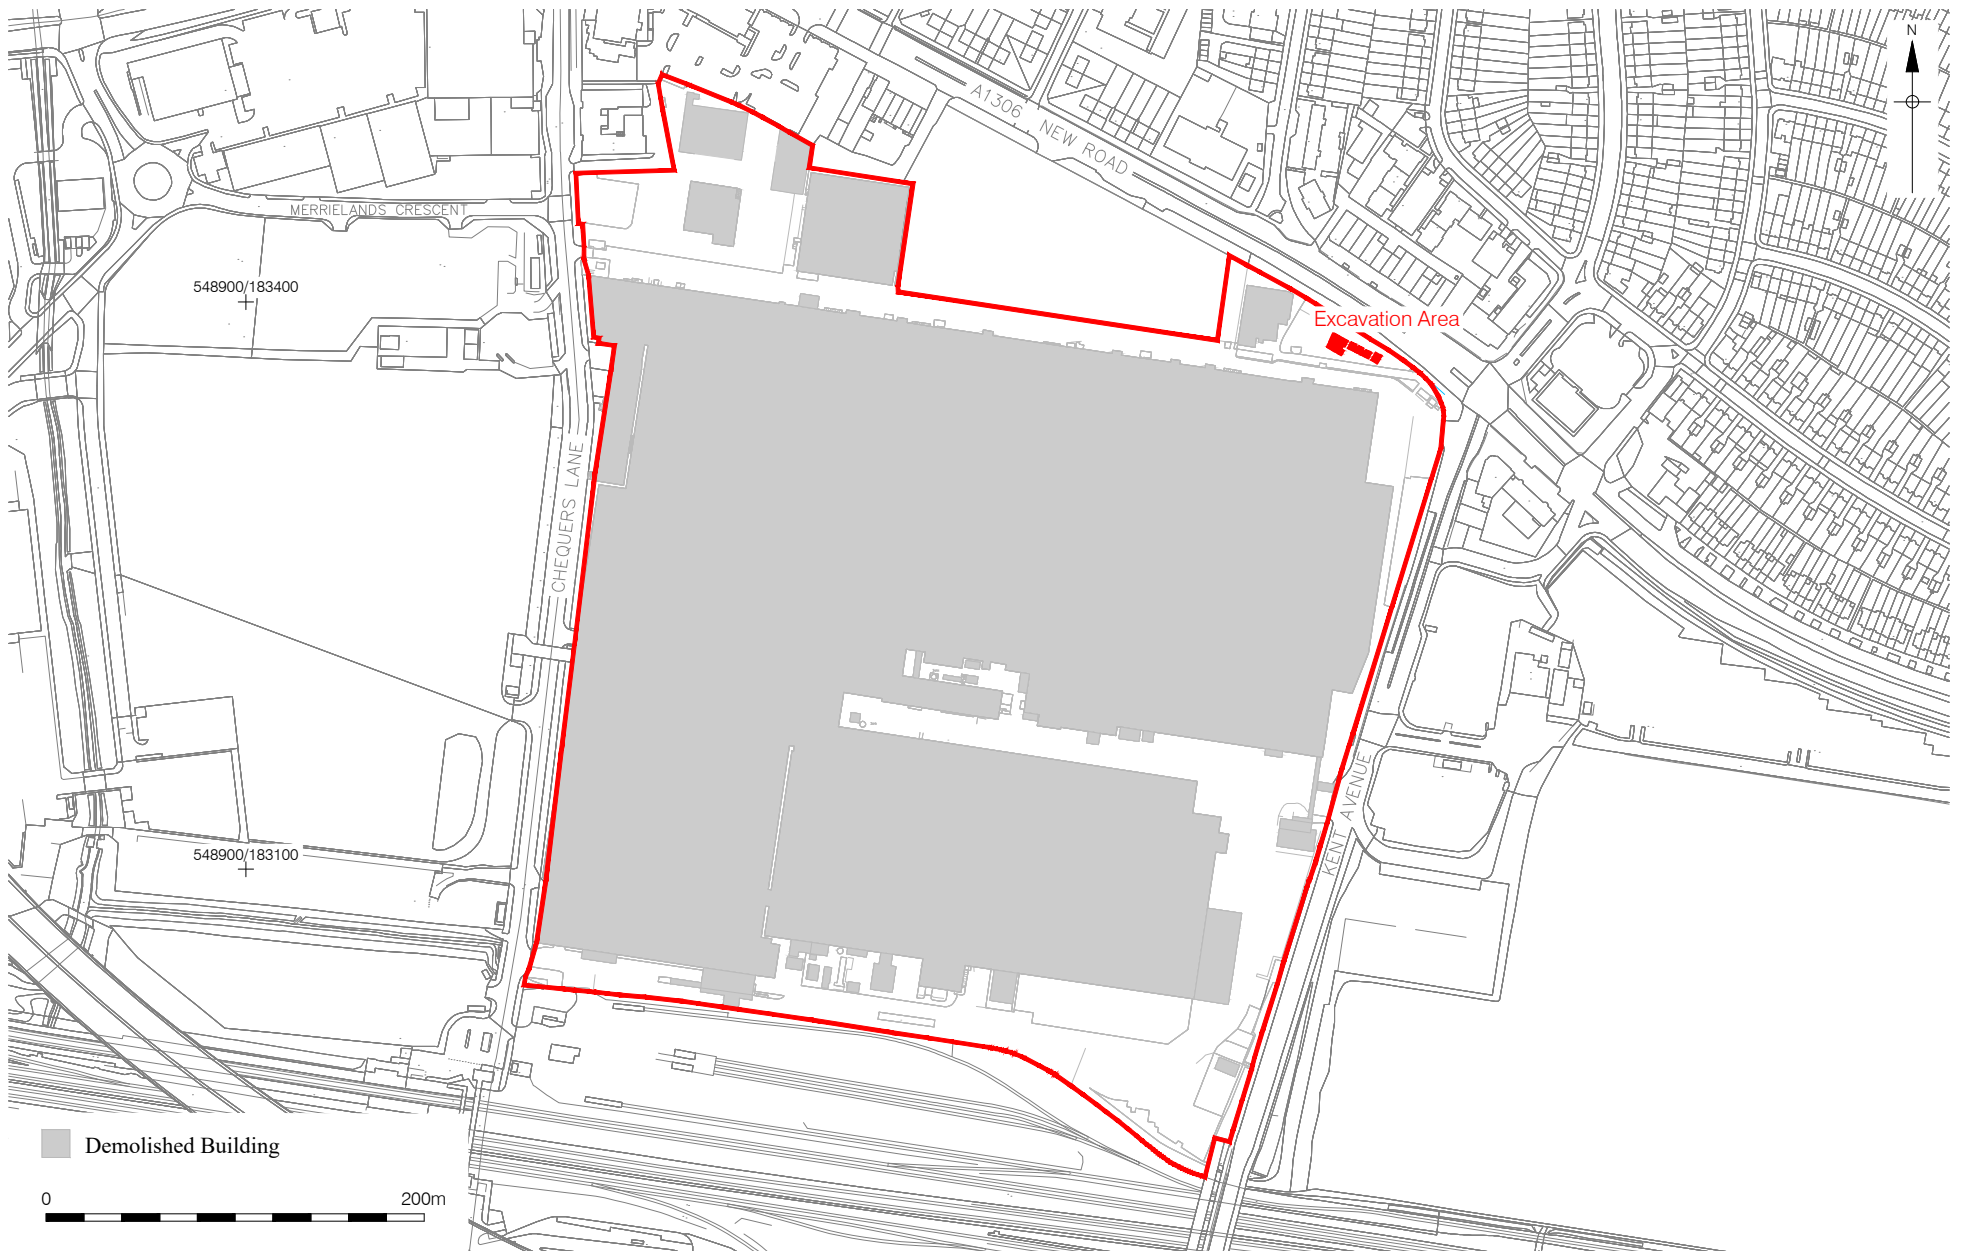 N
A1306 NEW ROAD
MERRIELANDS CRESCENT
548900/183400
Excavation Area
CHEQUERS LANE
KENT AVENUE
548900/183100
Demolished Building
0 200m